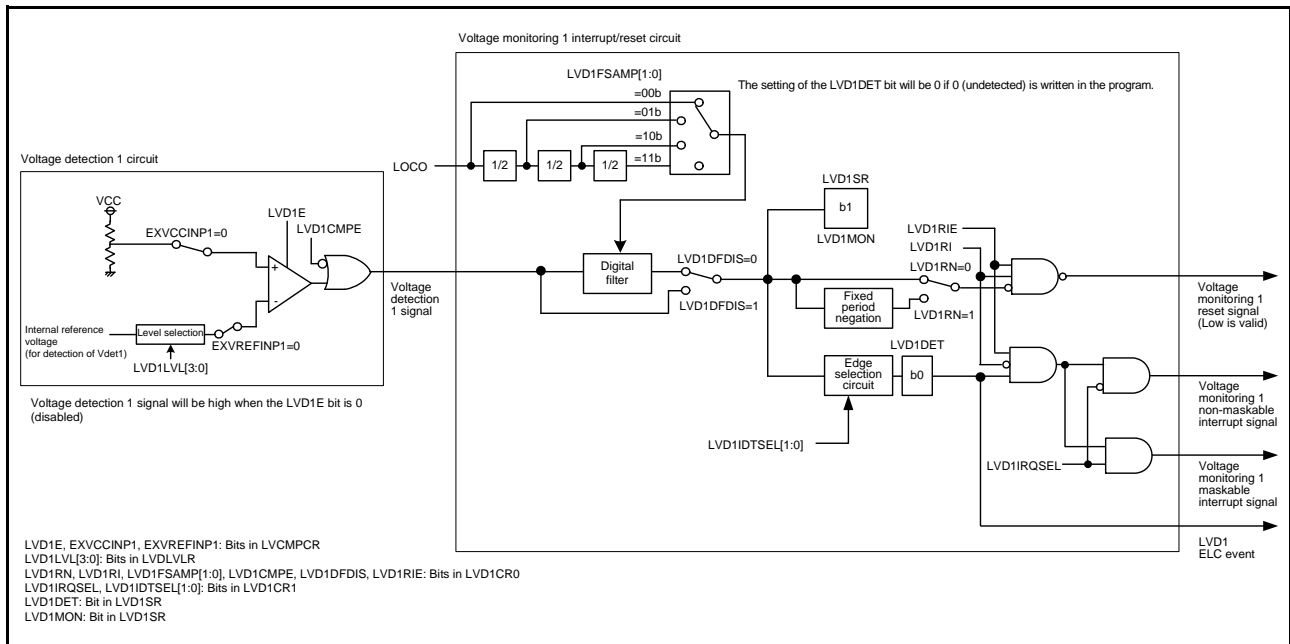 Voltage monitoring 1 interrupt/reset circuit
LVD1FSAMP[1:0]
The setting of the LVD1DET bit will be 0 if 0 (undetected) is written in the program.
=00b
=01b
=10b
=11b
LOCO
1/2
1/2
1/2
Voltage detection 1 circuit
VCC
LVD1E
LVD1CMPE
EXVCCINP1=0
+
-
Internal reference
voltage
(for detection of Vdet1)
Level selection
EXVREFINP1=0
LVD1LVL[3:0]
Voltage detection 1 signal will be high when the LVD1E bit is 0
(disabled)
Voltage
detection
1 signal
Digital
filter
LVD1DFDIS=0
LVD1DFDIS=1
LVD1SR
b1
LVD1MON
LVD1RIE
LVD1RI
LVD1RN=0
Fixed
period
negation
LVD1RN=1
Voltage
monitoring 1
reset signal
(Low is valid)
LVD1DET
Edge
selection
circuit
b0
LVD1IDTSEL[1:0]
Voltage
monitoring 1
non-maskable
interrupt signal
LVD1IRQSEL
Voltage
monitoring 1
maskable
interrupt signal
LVD1
ELC event
LVD1E, EXVCCINP1, EXVREFINP1: Bits in LVCMPCR
LVD1LVL[3:0]: Bits in LVDLVLR
LVD1RN, LVD1RI, LVD1FSAMP[1:0], LVD1CMPE, LVD1DFDIS, LVD1RIE: Bits in LVD1CR0
LVD1IRQSEL, LVD1IDTSEL[1:0]: Bits in LVD1CR1
LVD1DET: Bit in LVD1SR
LVD1MON: Bit in LVD1SR